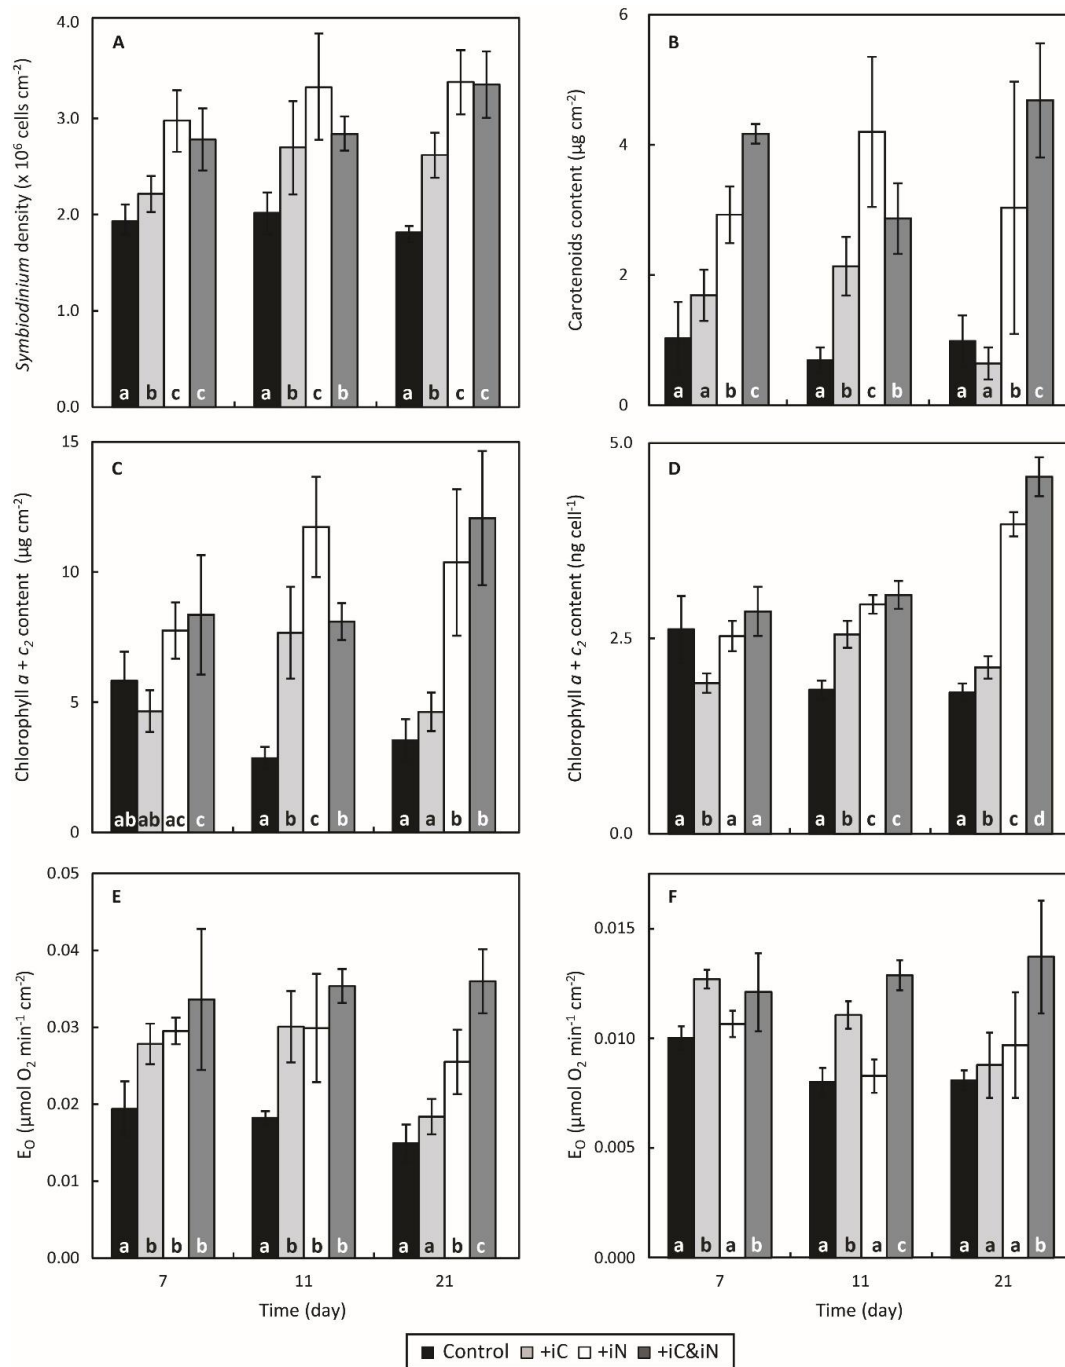 A
Symbiodinium density (x 10⁶ cells cm⁻²)
4.0
3.0
2.0
1.0
0.0
a b c c
a b c b
a b c c
B
Carotenoids content (µg cm⁻²)
6
4
2
0
a a b c
a b c b
a a b c
C
Chlorophyll a + c₂ content (µg cm⁻²)
15
10
5
0
ab ab ac c
a b c b
a a b b
D
Chlorophyll a + c₂ content (ng cell⁻¹)
5.0
2.5
0.0
a b a a
a b c c
a b c d
E
E₀ (µmol O₂ min⁻¹ cm⁻²)
0.05
0.04
0.03
0.02
0.01
0.00
a b b b
a b b b
a a b c
7 11 21
Time (day)
F
E₀ (µmol O₂ min⁻¹ cm⁻²)
0.015
0.010
0.005
0.000
a b a b
a b a c
a a a b
7 11 21
Time (day)
Control +iC +iN +iC&iN